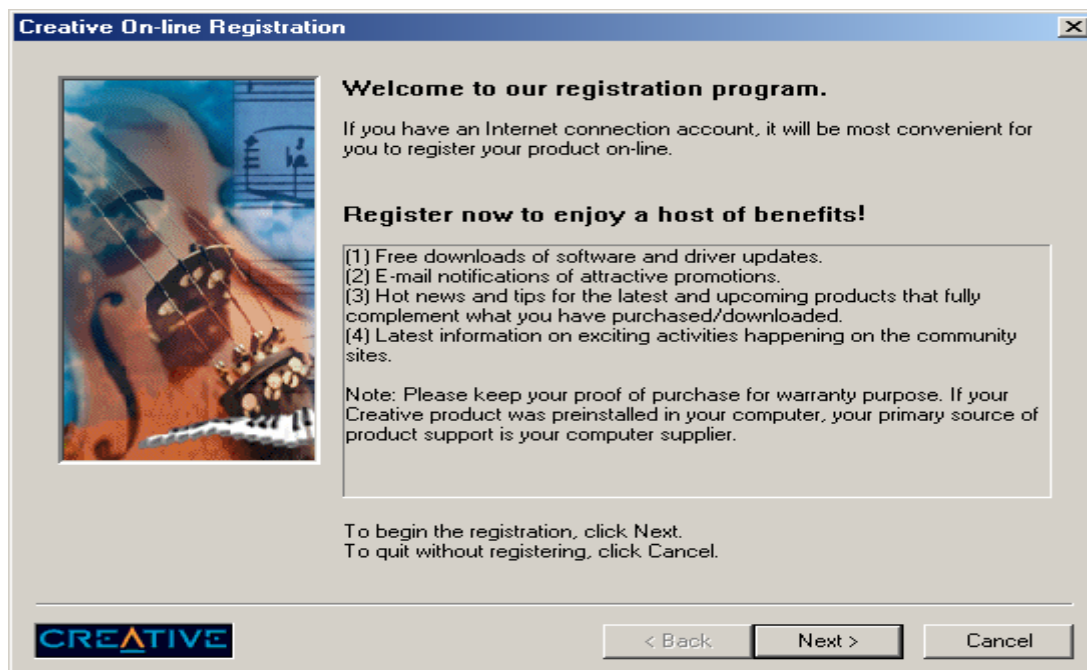 Creative On-line Registration
Welcome to our registration program.
If you have an Internet connection account, it will be most convenient for
you to register your product on-line.
Register now to enjoy a host of benefits!
(1) Free downloads of software and driver updates.
(2) E-mail notifications of attractive promotions.
(3) Hot news and tips for the latest and upcoming products that fully
complement what you have purchased/downloaded.
(4) Latest information on exciting activities happening on the community
sites.
Note: Please keep your proof of purchase for warranty purpose. If your
Creative product was preinstalled in your computer, your primary source of
product support is your computer supplier.
To begin the registration, click Next.
To quit without registering, click Cancel.
CREATIVE
< Back
Next >
Cancel